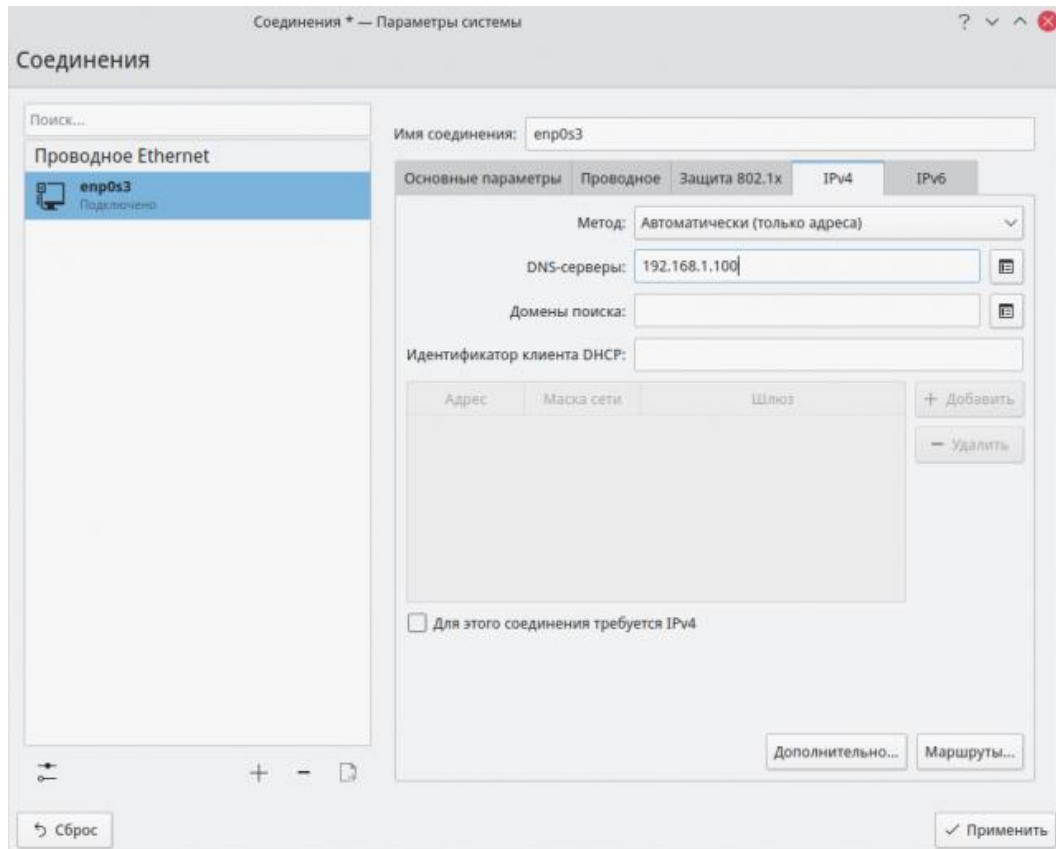 Соединения * — Параметры системы
Соединения
Поиск...
Проводное Ethernet
enp0s3
Подключено
Имя соединения: enp0s3
Основные параметры Проводное Защита 802.1x IPv4 IPv6
Метод: Автоматически (только адреса)
DNS-серверы: 192.168.1.100
Домены поиска:
Идентификатор клиента DHCP:
Адрес Маска сети Шлюз
+ Добавить
− Удалить
Для этого соединения требуется IPv4
Дополнительно... Маршруты...
Сброс
Применить